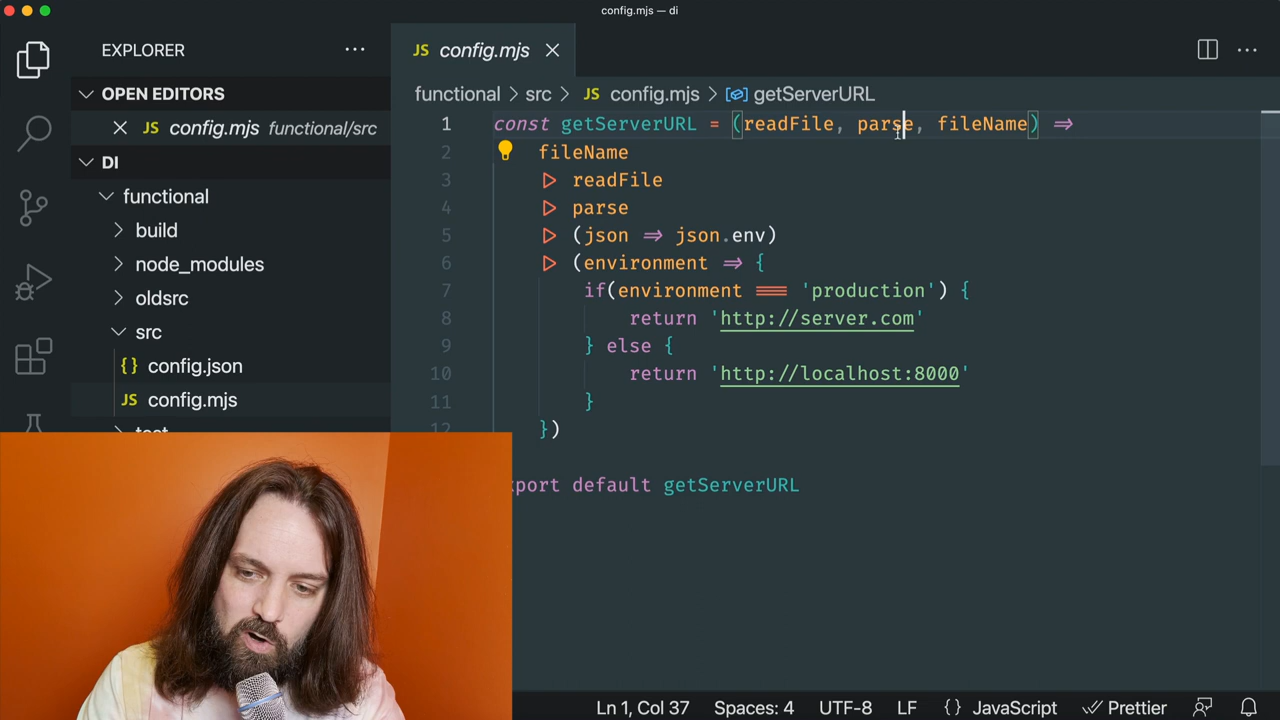 config.mjs — di
EXPLORER
JS config.mjs
OPEN EDITORS
JS config.mjs functional/src
DI
functional
build
node_modules
oldsrc
src
{} config.json
JS config.mjs
functional > src > JS config.mjs > getServerURL
1 const getServerURL = (readFile, parse, fileName) =>
2 fileName
3 |> readFile
4 |> parse
5 |> (json => json.env)
6 |> (environment => {
7 if(environment === 'production') {
8 return 'http://server.com'
9 } else {
10 return 'http://localhost:8000'
11 }
12 })
port default getServerURL
Ln 1, Col 37 Spaces: 4 UTF-8 LF {} JavaScript Prettier